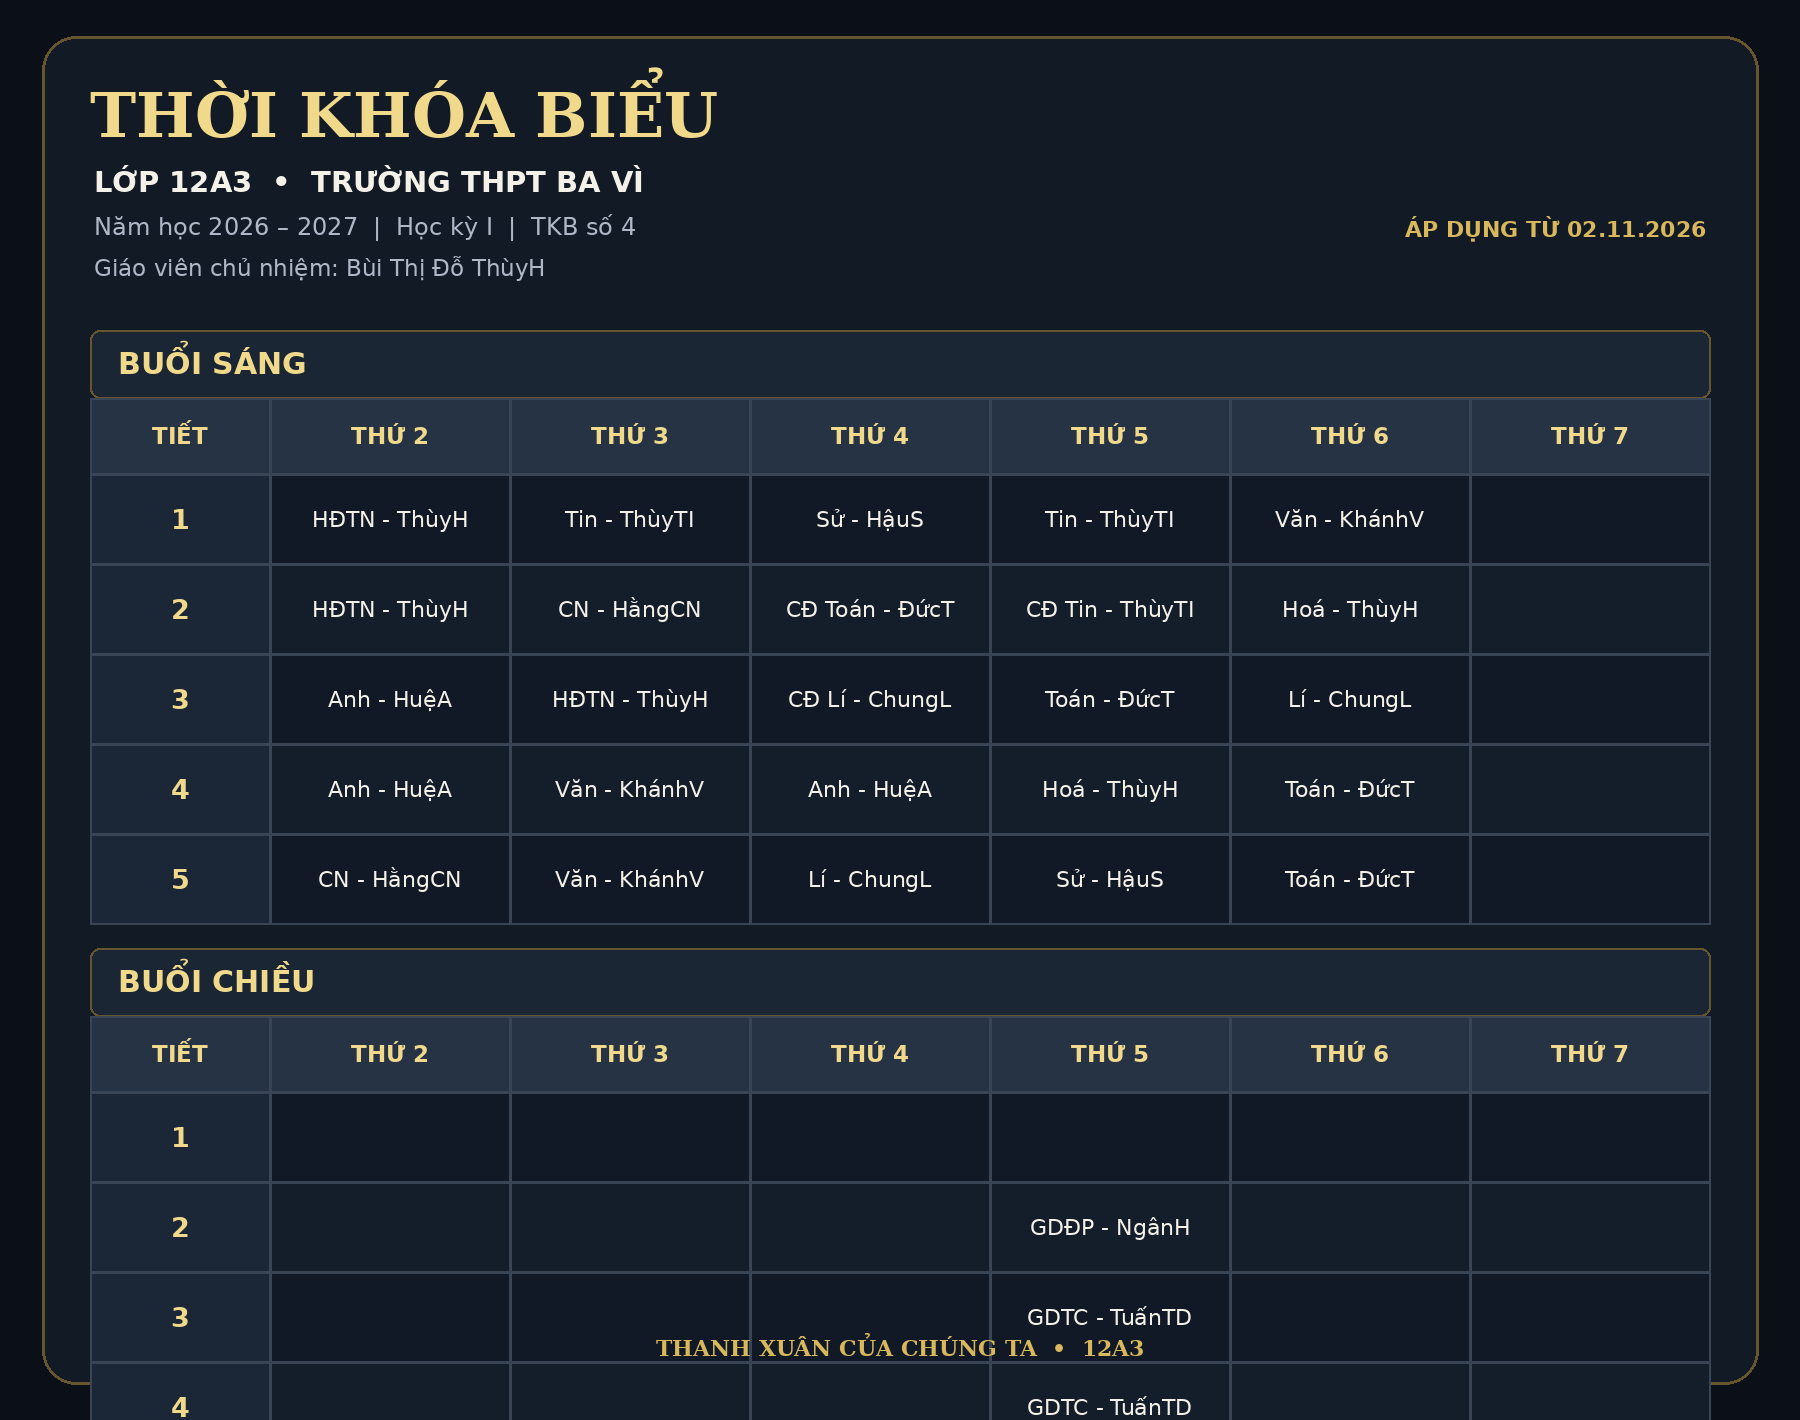 THỜI KHÓA BIỂU
LỚP 12A3 • TRƯỜNG THPT BA VÌ
Năm học 2026 – 2027 | Học kỳ I | TKB số 4
ÁP DỤNG TỪ 02.11.2026
Giáo viên chủ nhiệm: Bùi Thị Đỗ ThùyH
BUỔI SÁNG
TIẾT THỨ 2 THỨ 3 THỨ 4 THỨ 5 THỨ 6 THỨ 7
1 HĐTN - ThùyH Tin - ThùyTI Sử - HậuS Tin - ThùyTI Văn - KhánhV
2 HĐTN - ThùyH CN - HằngCN CĐ Toán - ĐứcT CĐ Tin - ThùyTI Hoá - ThùyH
3 Anh - HuệA HĐTN - ThùyH CĐ Lí - ChungL Toán - ĐứcT Lí - ChungL
4 Anh - HuệA Văn - KhánhV Anh - HuệA Hoá - ThùyH Toán - ĐứcT
5 CN - HằngCN Văn - KhánhV Lí - ChungL Sử - HậuS Toán - ĐứcT
BUỔI CHIỀU
TIẾT THỨ 2 THỨ 3 THỨ 4 THỨ 5 THỨ 6 THỨ 7
1
2 GDĐP - NgânH
3 GDTC - TuấnTD
THANH XUÂN CỦA CHÚNG TA • 12A3
4 GDTC - TuấnTD